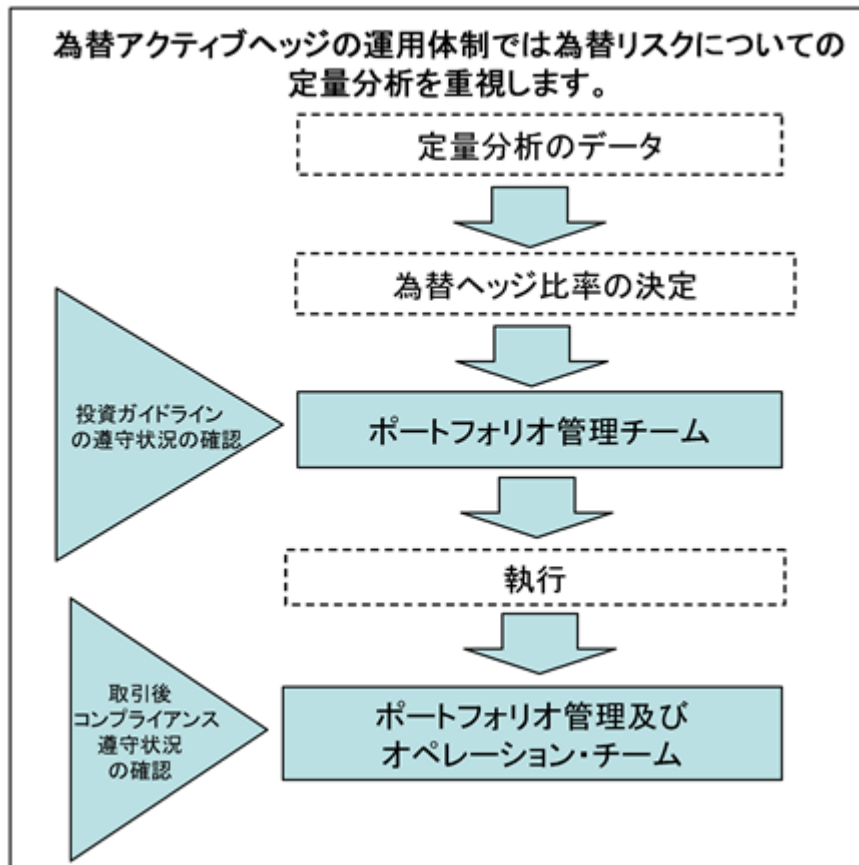 為替アクティブヘッジの運用体制では為替リスクについての
定量分析を重視します。
定量分析のデータ
為替ヘッジ比率の決定
投資ガイドライン
の遵守状況の確認
ポートフォリオ管理チーム
執行
取引後
コンプライアンス
遵守状況
の確認
ポートフォリオ管理及び
オペレーション・チーム